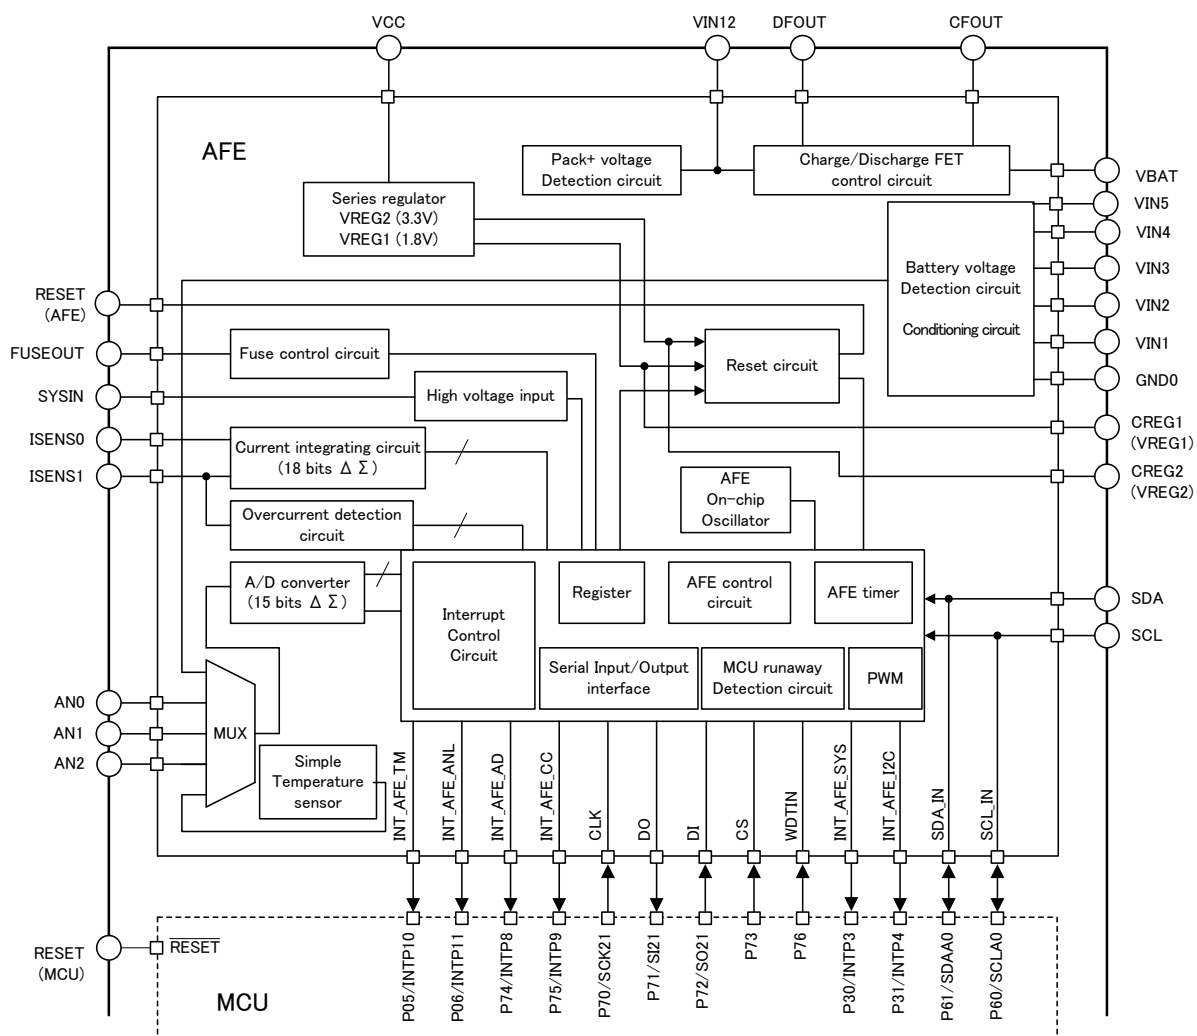 VCC
VIN12
DFOUT
CFOUT
AFE
Pack+ voltage
Detection circuit
Charge/Discharge FET
control circuit
VBAT
Series regulator
VREG2 (3.3V)
VREG1 (1.8V)
VIN5
VIN4
VIN3
VIN2
VIN1
GND0
Battery voltage
Detection circuit
Conditioning circuit
RESET
(AFE)
FUSEOUT
SYSIN
ISENS0
ISENS1
Fuse control circuit
High voltage input
Reset circuit
Current integrating circuit
(18 bits Δ Σ)
CREG1
(VREG1)
CREG2
(VREG2)
AFE
On-chip
Oscillator
Overcurrent detection
circuit
A/D converter
(15 bits Δ Σ)
Interrupt
Control
Circuit
Register
AFE control
circuit
AFE timer
SDA
SCL
Serial Input/Output
interface
MCU runaway
Detection circuit
PWM
AN0
AN1
AN2
MUX
Simple
Temperature
sensor
INT_AFE_TM
INT_AFE_ANL
INT_AFE_AD
INT_AFE_CC
CLK
DO
DI
CS
WDTIN
INT_AFE_SYS
INT_AFE_I2C
SDA_IN
SCL_IN
RESET
(MCU)
RESET
MCU
P05/INTP10
P06/INTP11
P74/INTP8
P75/INTP9
P70/SCK21
P71/SI21
P72/SO21
P73
P76
P30/INTP3
P31/INTP4
P61/SDAA0
P60/SCLA0